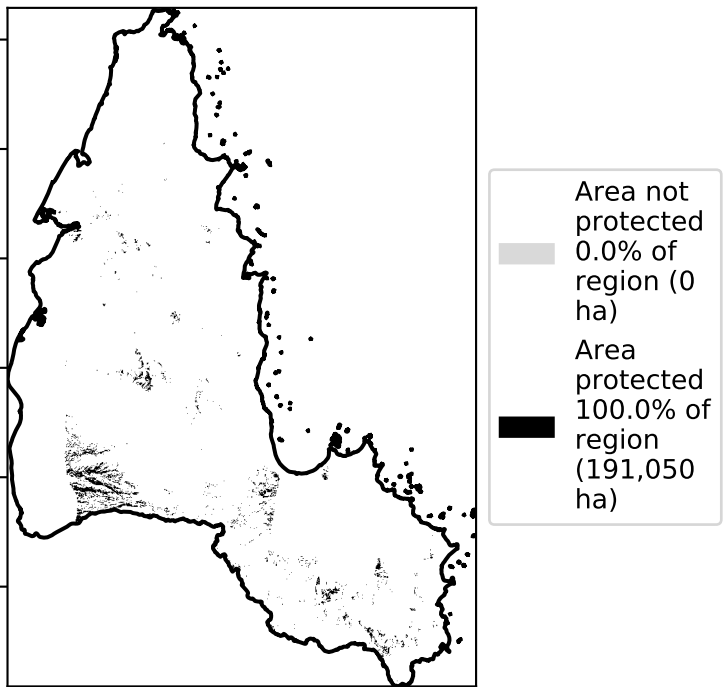 Area not
protected
0.0% of
region (0
ha)
Area
protected
100.0% of
region
(191,050
ha)